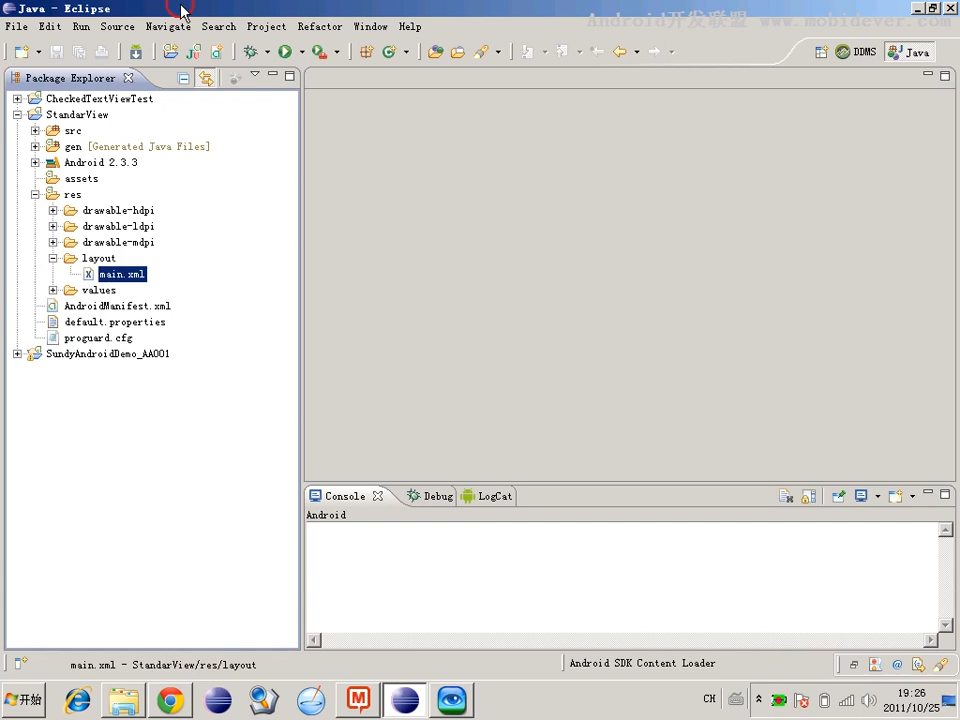 Java - Eclipse
File Edit Run Source Navigate Search Project Refactor Window Help
Android开发联盟 www.mobidever.com
DDMS Java
Package Explorer
CheckedTextViewTest
StandarView
src
gen [Generated Java Files]
Android 2.3.3
assets
res
drawable-hdpi
drawable-ldpi
drawable-mdpi
layout
main.xml
values
AndroidManifest.xml
default.properties
proguard.cfg
SundyAndroidDemo_AA001
Console Debug LogCat
Android
main.xml - StandarView/res/layout
Android SDK Content Loader
开始
CH
19:26
2011/10/25